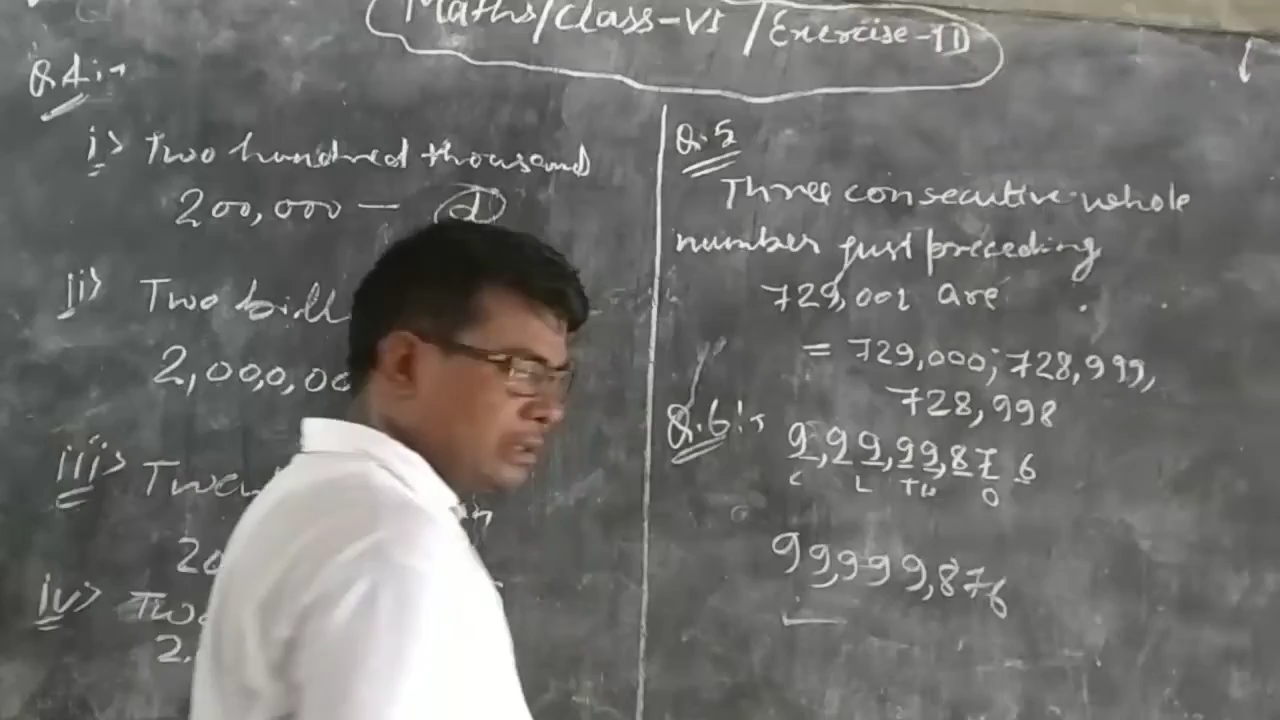 Maths/Class-VI/Exercise-1D
Q.4:→
i> Two hundred thousand
200,000 — d
ii> Two bill
2,000,00
iii>
20
iv> Two
2,
Q.5
Three consecutive whole
number just preceding
729,001 are
= 729,000; 728,999,
728,998
Q.6:→
9,99,99,876
C L Th O
99,999,876